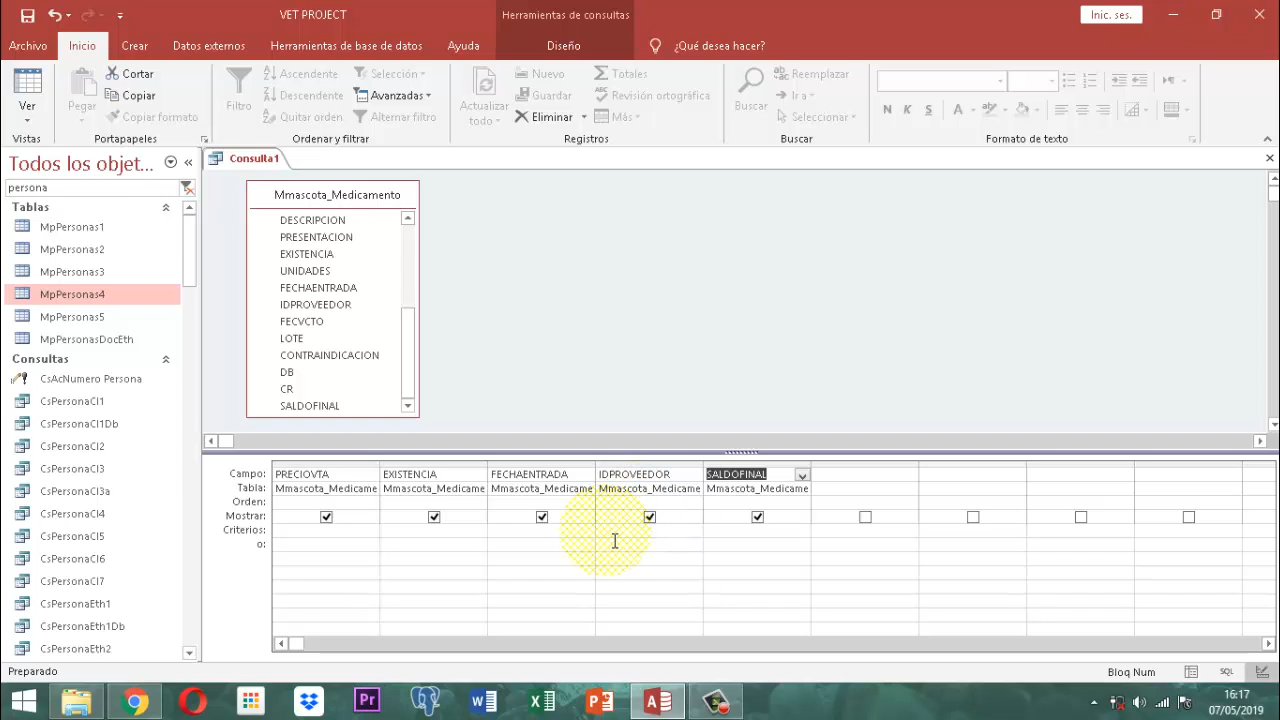 VET PROJECT
Herramientas de consultas
Inic. ses.
Archivo
Inicio
Crear
Datos externos
Herramientas de base de datos
Ayuda
Diseño
¿Qué desea hacer?
Ver
Pegar
Cortar
Copiar
Copiar formato
Filtro
Ascendente
Descendente
Quitar orden
Selección
Avanzadas
Alternar filtro
Actualizar todo
Nuevo
Guardar
Eliminar
Totales
Revisión ortográfica
Más
Buscar
Reemplazar
Ir a
Seleccionar
N K S A
Vistas
Portapapeles
Ordenar y filtrar
Registros
Buscar
Formato de texto
Todos los objet...
persona
Tablas
MpPersonas1
MpPersonas2
MpPersonas3
MpPersonas4
MpPersonas5
MpPersonasDocEth
Consultas
CsAcNumero Persona
CsPersonaCl1
CsPersonaCl1Db
CsPersonaCl2
CsPersonaCl3
CsPersonaCl3a
CsPersonaCl4
CsPersonaCl5
CsPersonaCl6
CsPersonaCl7
CsPersonaEth1
CsPersonaEth1Db
CsPersonaEth2
Consulta1
Mmascota_Medicamento
DESCRIPCION
PRESENTACION
EXISTENCIA
UNIDADES
FECHAENTRADA
IDPROVEEDOR
FECVCTO
LOTE
CONTRAINDICACION
DB
CR
SALDOFINAL
Campo: PRECIOVTA EXISTENCIA FECHAENTRADA IDPROVEEDOR SALDOFINAL
Tabla: Mmascota_Medicame Mmascota_Medicame Mmascota_Medicame Mmascota_Medicame Mmascota_Medicame
Orden:
Mostrar:
Criterios:
o:
Preparado
Bloq Num
SQL
16:17
07/05/2019